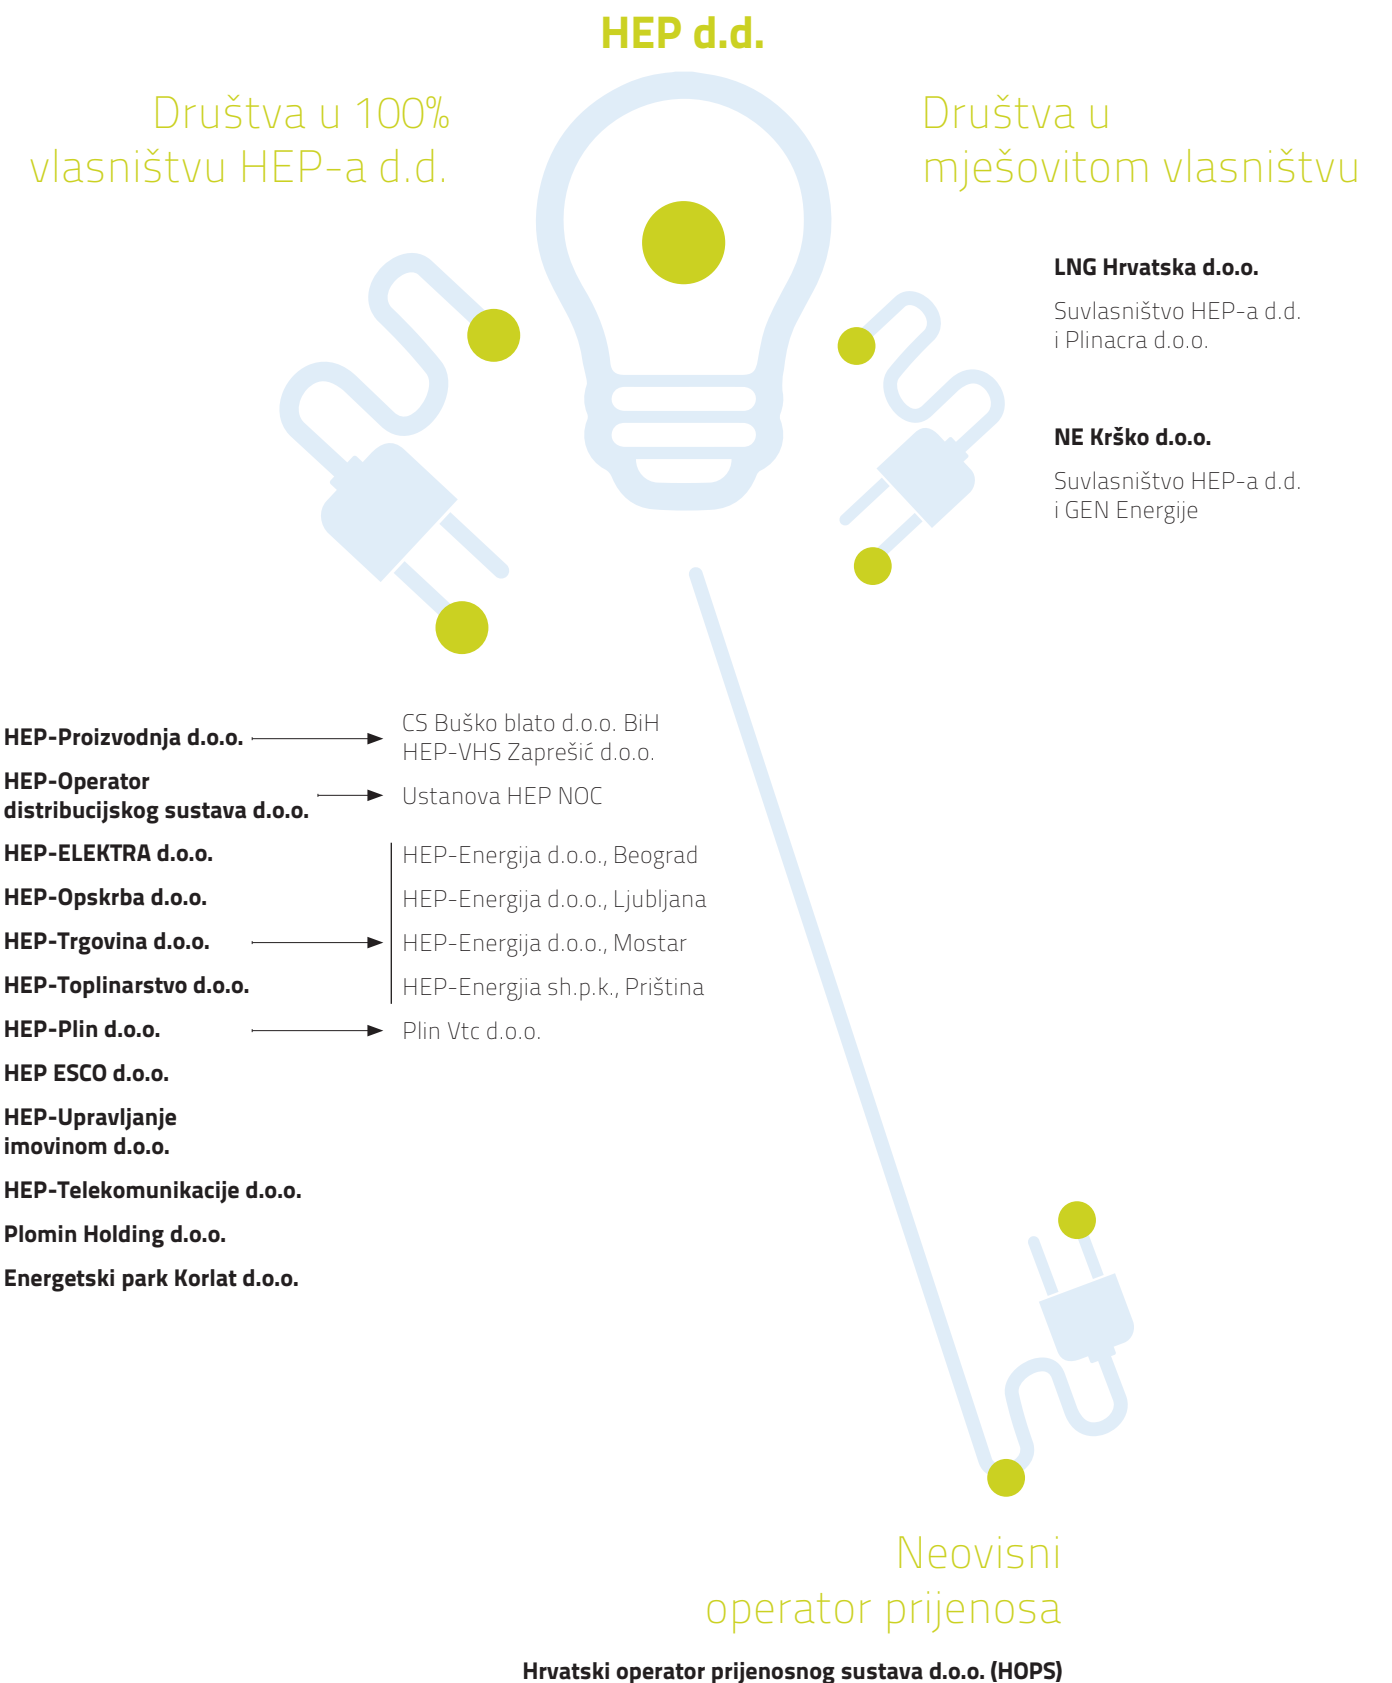 HEP d.d.
Društva u 100%
vlasništvu HEP-a d.d.
Društva u
mješovitom vlasništvu
LNG Hrvatska d.o.o.
Suvlasništvo HEP-a d.d.
i Plinacra d.o.o.
NE Krško d.o.o.
Suvlasništvo HEP-a d.d.
i GEN Energije
HEP-Proizvodnja d.o.o.
CS Buško blato d.o.o. BiH
HEP-VHS Zaprešić d.o.o.
HEP-Operator
distribucijskog sustava d.o.o.
Ustanova HEP NOC
HEP-ELEKTRA d.o.o.
HEP-Opskrba d.o.o.
HEP-Trgovina d.o.o.
HEP-Energija d.o.o., Beograd
HEP-Energija d.o.o., Ljubljana
HEP-Energija d.o.o., Mostar
HEP-Energjia sh.p.k., Priština
HEP-Toplinarstvo d.o.o.
HEP-Plin d.o.o.
Plin Vtc d.o.o.
HEP ESCO d.o.o.
HEP-Upravljanje
imovinom d.o.o.
HEP-Telekomunikacije d.o.o.
Plomin Holding d.o.o.
Energetski park Korlat d.o.o.
Neovisni
operator prijenosa
Hrvatski operator prijenosnog sustava d.o.o. (HOPS)